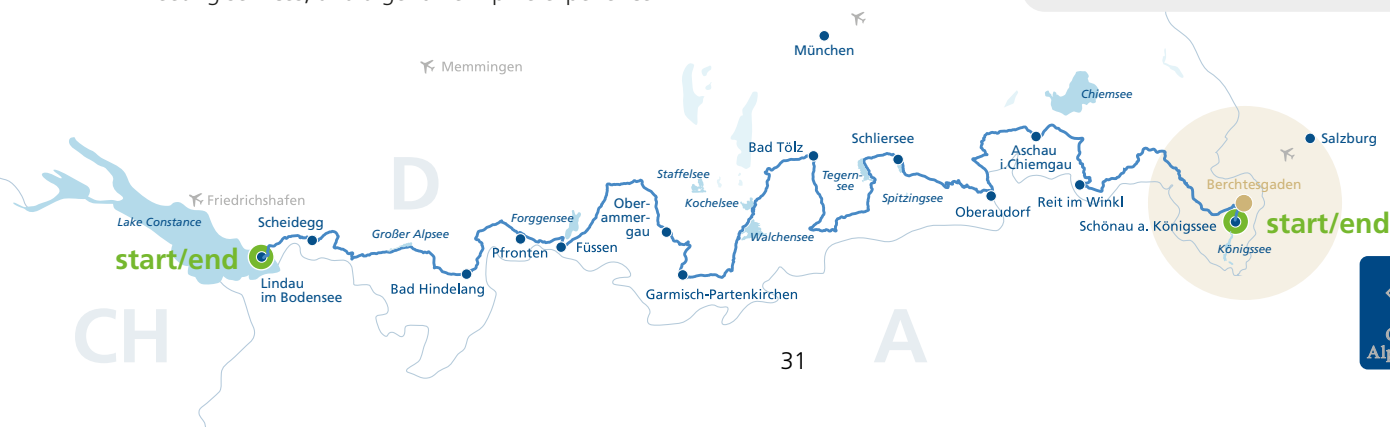 München
Memmingen
Chiemsee
Salzburg
Bad Tölz
Schliersee
Aschau
i.Chiemgau
Staffelsee
Tegern-
see
D
Berchtesgaden
Friedrichshafen
Kochelsee
Spitzingsee
Ober-
ammer-
gau
Reit im Winkl
Oberaudorf
Lake Constance
Scheidegg
Forggensee
Großer Alpsee
Walchensee
Schönau a. Königssee
start/end
Füssen
Pfronten
Königssee
start/end
Lindau
im Bodensee
Bad Hindelang
Garmisch-Partenkirchen
CH
A
31